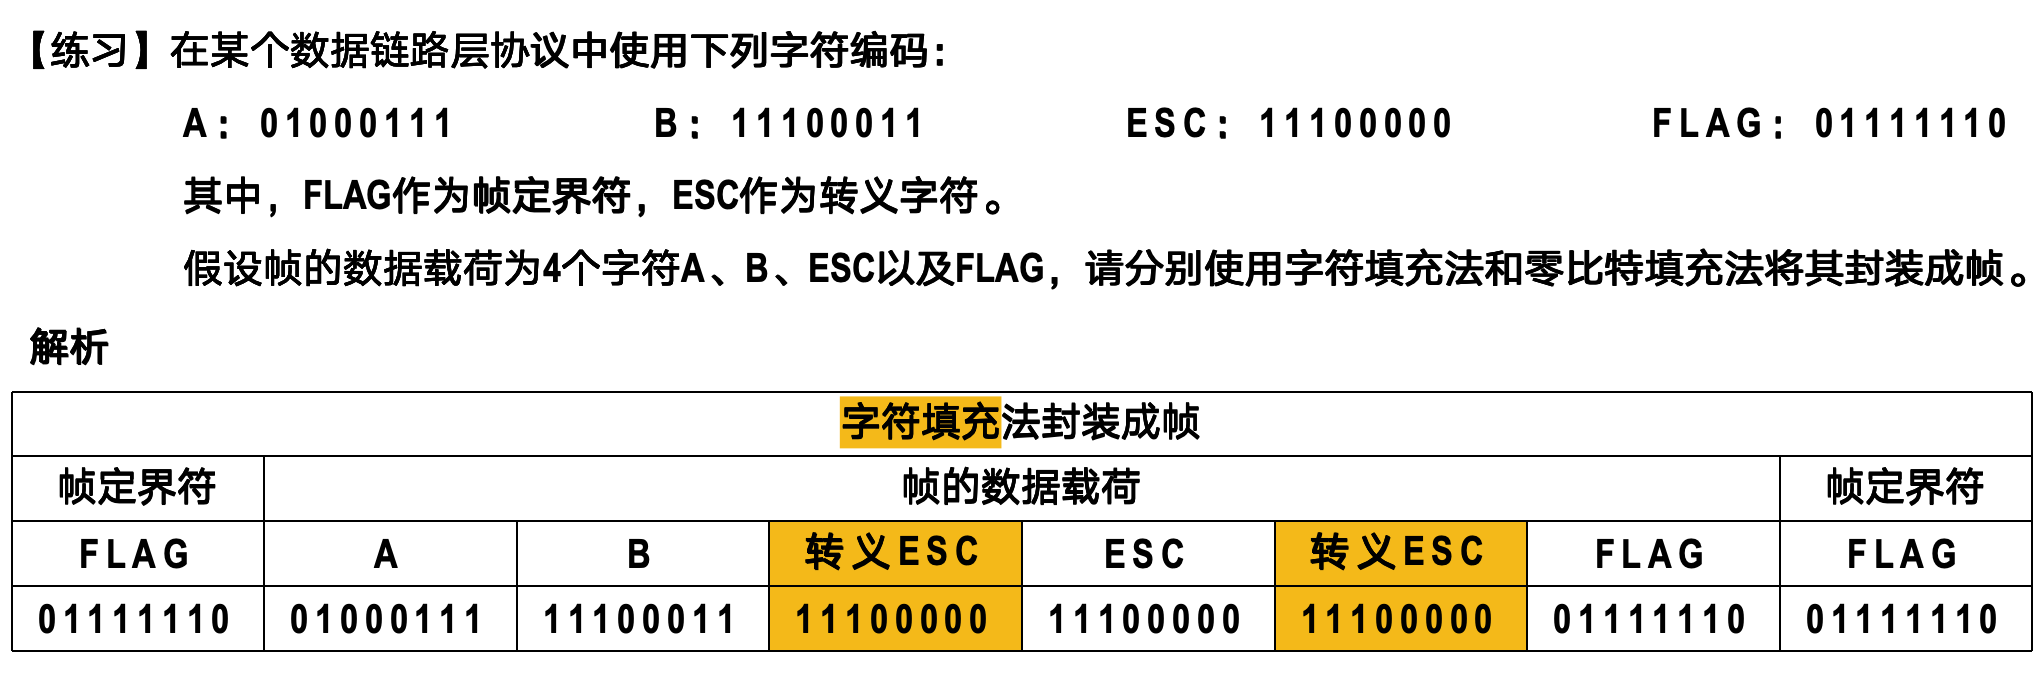 【练习】在某个数据链路层协议中使用下列字符编码：
A： 01000111 B： 11100011 ESC： 11100000 FLAG： 01111110
其中，FLAG作为帧定界符，ESC作为转义字符。
假设帧的数据载荷为4个字符A、B、ESC以及FLAG，请分别使用字符填充法和零比特填充法将其封装成帧。
解析
字符填充法封装成帧
帧定界符 帧的数据载荷 帧定界符
FLAG A B 转义ESC ESC 转义ESC FLAG FLAG
01111110 01000111 11100011 11100000 11100000 11100000 01111110 01111110